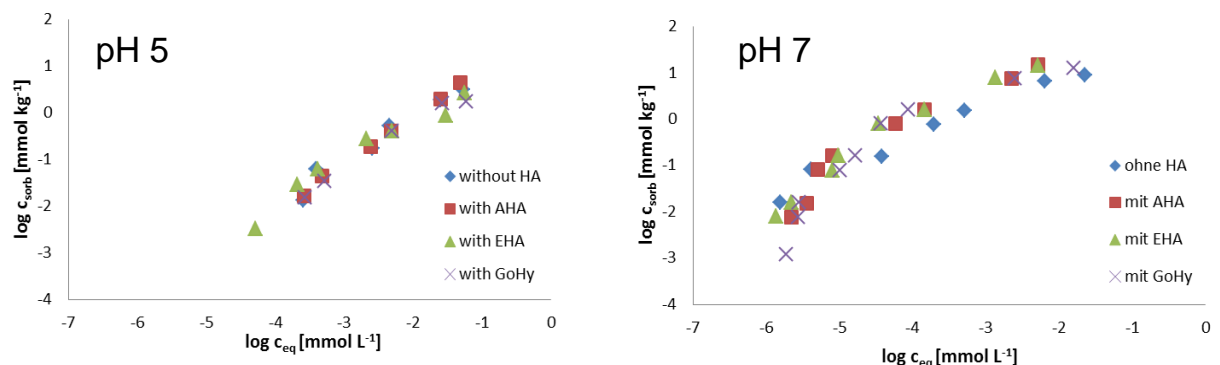 pH 5
log c_sorb [mmol kg⁻¹]
2
1
0
-1
-2
-3
-4
-7
-6
-5
-4
-3
-2
-1
0
log c_eq [mmol L⁻¹]
without HA
with AHA
with EHA
with GoHy
pH 7
log c_sorb [mmol kg⁻¹]
2
1
0
-1
-2
-3
-4
-7
-6
-5
-4
-3
-2
-1
0
log c_eq [mmol L⁻¹]
ohne HA
mit AHA
mit EHA
mit GoHy